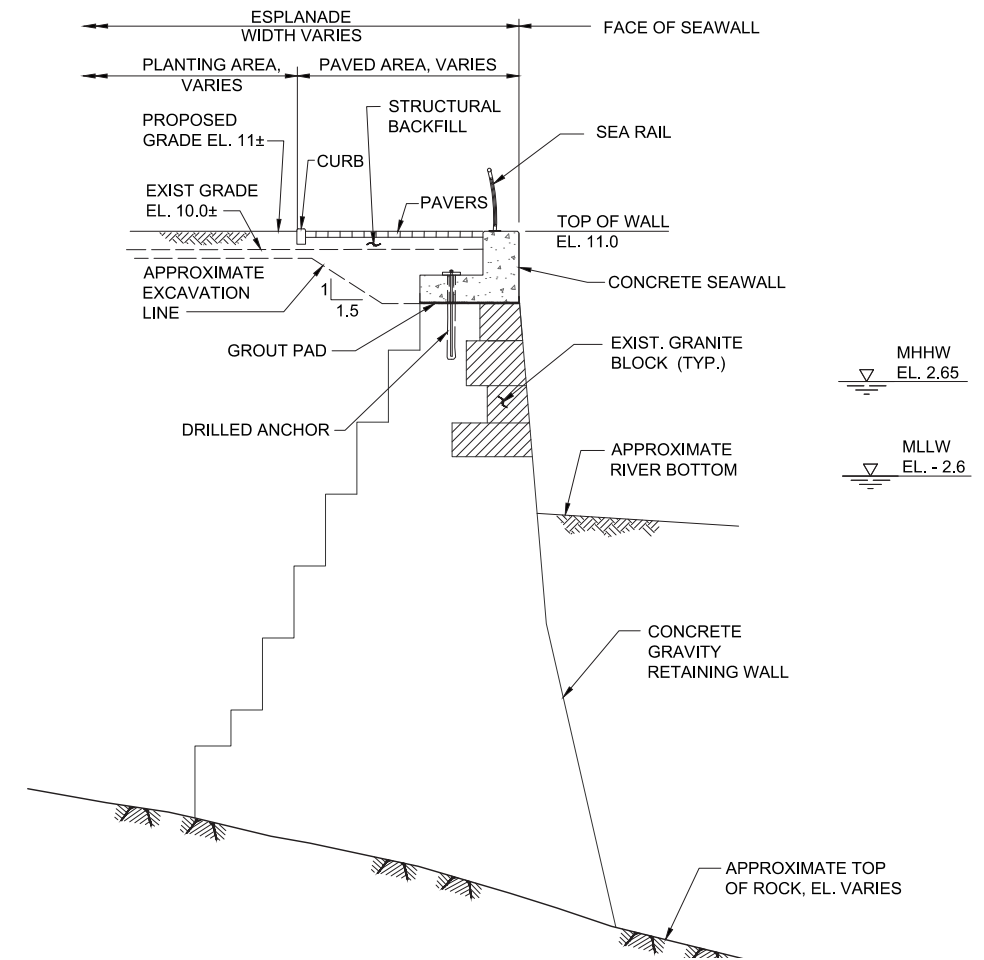 ESPLANADE
WIDTH VARIES
FACE OF SEAWALL
PLANTING AREA,
VARIES
PAVED AREA, VARIES
PROPOSED
GRADE EL. 11±
STRUCTURAL
BACKFILL
SEA RAIL
CURB
EXIST GRADE
EL. 10.0±
PAVERS
TOP OF WALL
EL. 11.0
APPROXIMATE
EXCAVATION
LINE
1
1.5
CONCRETE SEAWALL
GROUT PAD
EXIST. GRANITE
BLOCK (TYP.)
MHHW
EL. 2.65
DRILLED ANCHOR
APPROXIMATE
RIVER BOTTOM
MLLW
EL. - 2.6
CONCRETE
GRAVITY
RETAINING WALL
APPROXIMATE TOP
OF ROCK, EL. VARIES